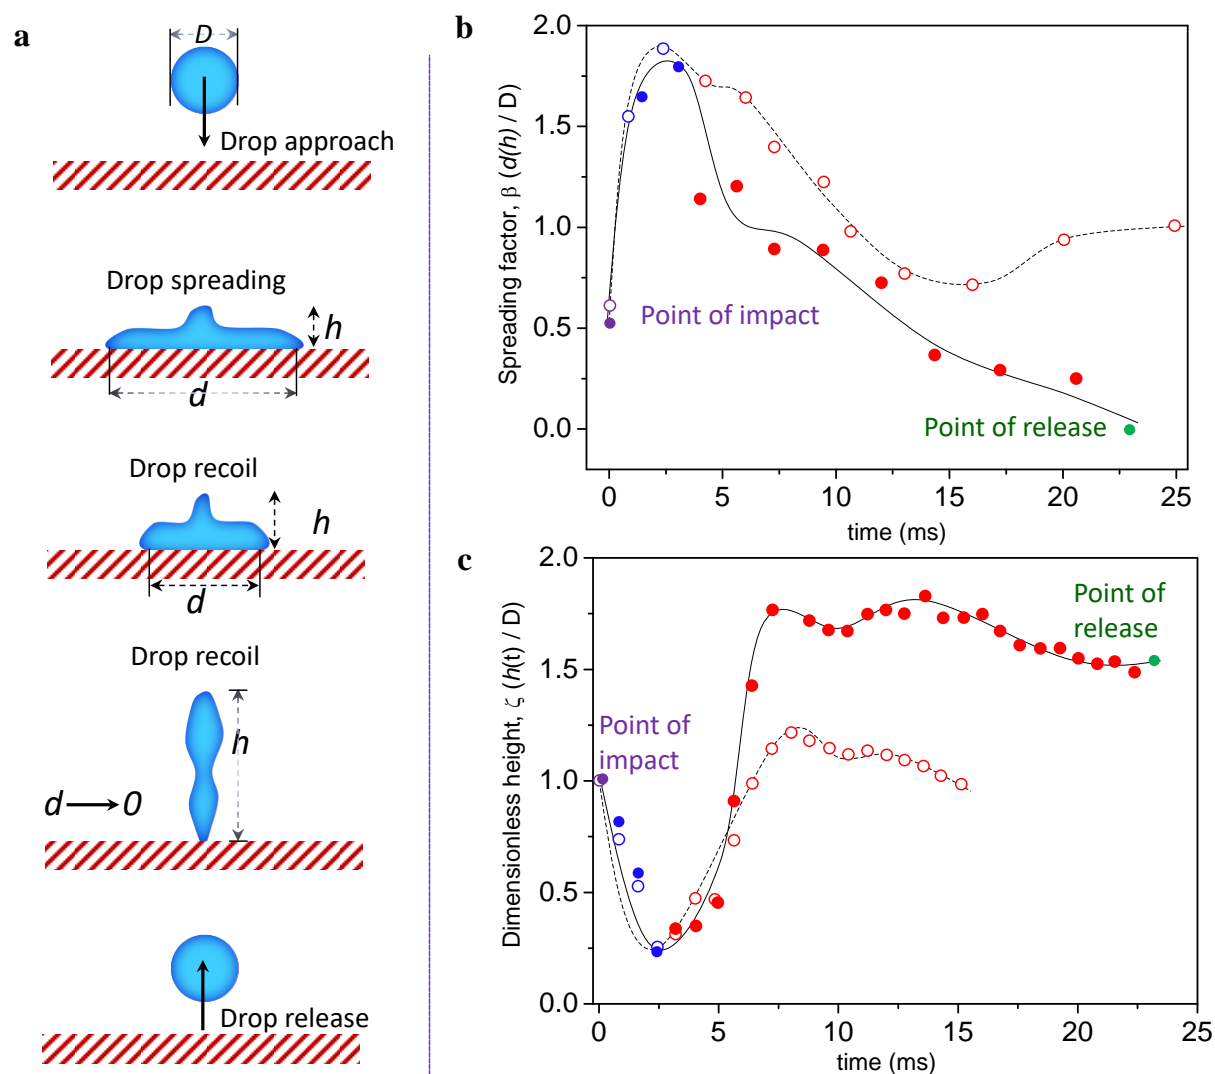 a
D
Drop approach
Drop spreading
h
d
Drop recoil
h
d
Drop recoil
h
d 0
Drop release
b
Spreading factor, β (d(h) / D)
2.0
1.5
1.0
0.5
0.0
Point of impact
Point of release
0 5 10 15 20 25
time (ms)
c
Dimensionless height, ζ (h(t) / D)
2.0
1.5
1.0
0.5
0.0
Point of
impact
Point of
release
0 5 10 15 20 25
time (ms)